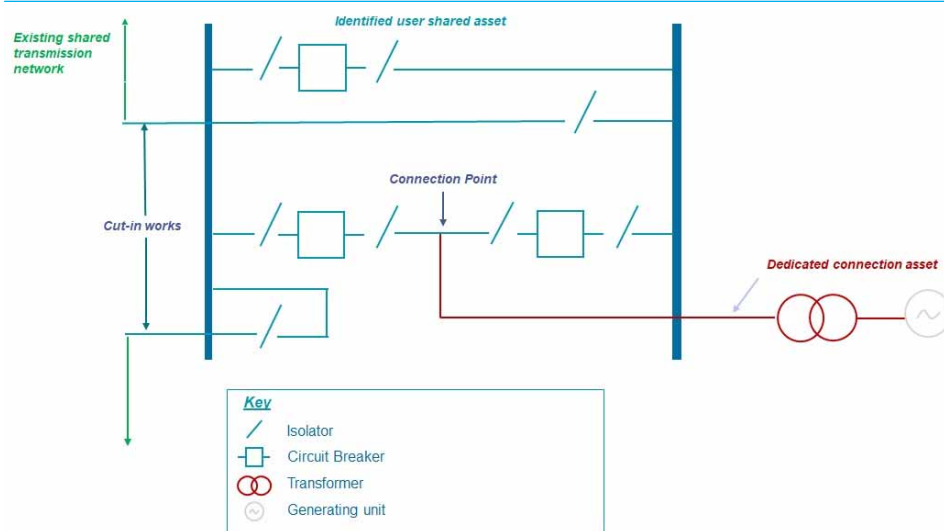 Identified user shared asset
Existing shared
transmission
network
Connection Point
Cut-in works
Dedicated connection asset
Key
Isolator
Circuit Breaker
Transformer
Generating unit